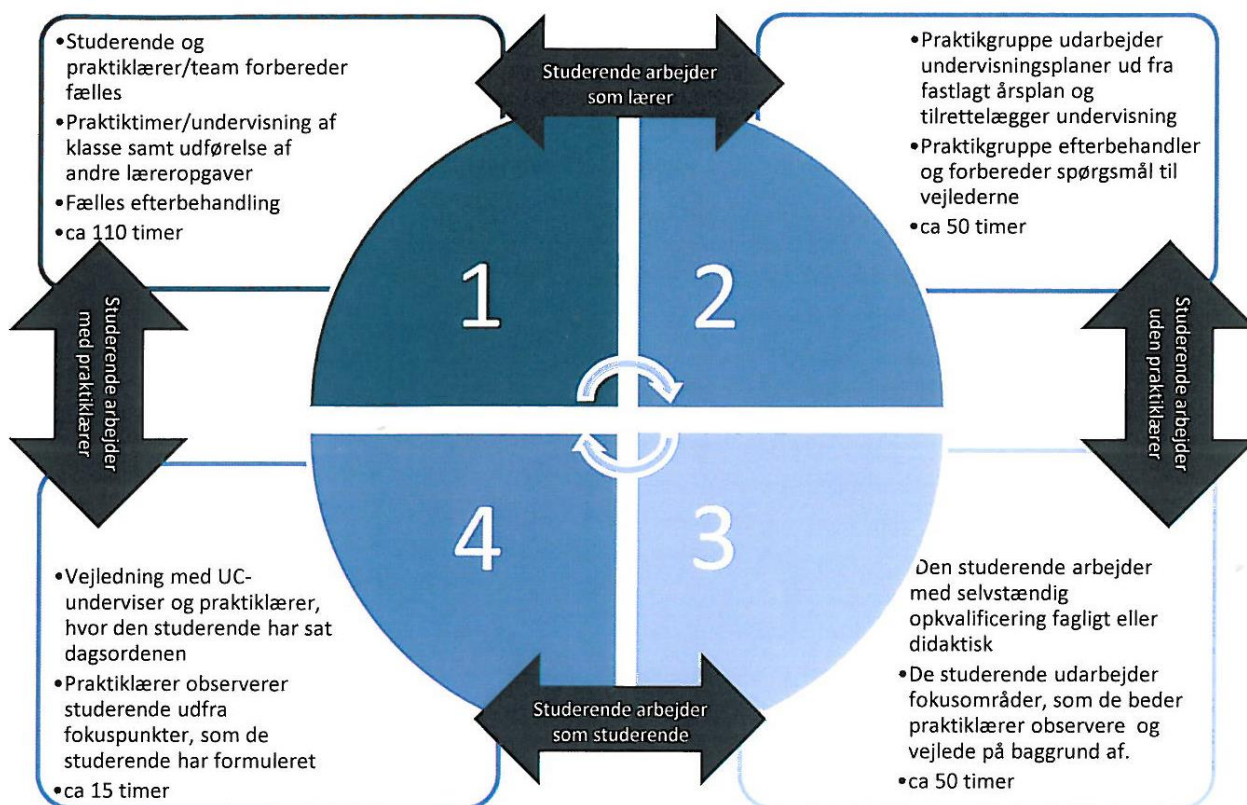 •Studerende og
praktiklærer/team forbereder
fælles
•Praktiktimer/undervisning af
klasse samt udførelse af
andre læreropgaver
•Fælles efterbehandling
•ca 110 timer
Studerende arbejder
som lærer
•Praktikgruppe udarbejder
undervisningsplaner ud fra
fastlagt årsplan og
tilrettelægger undervisning
•Praktikgruppe efterbehandler
og forbereder spørgsmål til
vejlederne
•ca 50 timer
1
2
Studerende arbejder
med praktiklærer
Studerende arbejder
uden praktiklærer
4
3
•Vejledning med UC-
underviser og praktiklærer,
hvor den studerende har sat
dagsordenen
•Praktiklærer observerer
studerende udfra
fokuspunkter, som de
studerende har formuleret
•ca 15 timer
Studerende arbejder
som studerende
Den studerende arbejder
med selvstændig
opkvalificering fagligt eller
didaktisk
•De studerende udarbejder
fokusområder, som de beder
praktiklærer observere og
vejlede på baggrund af.
•ca 50 timer